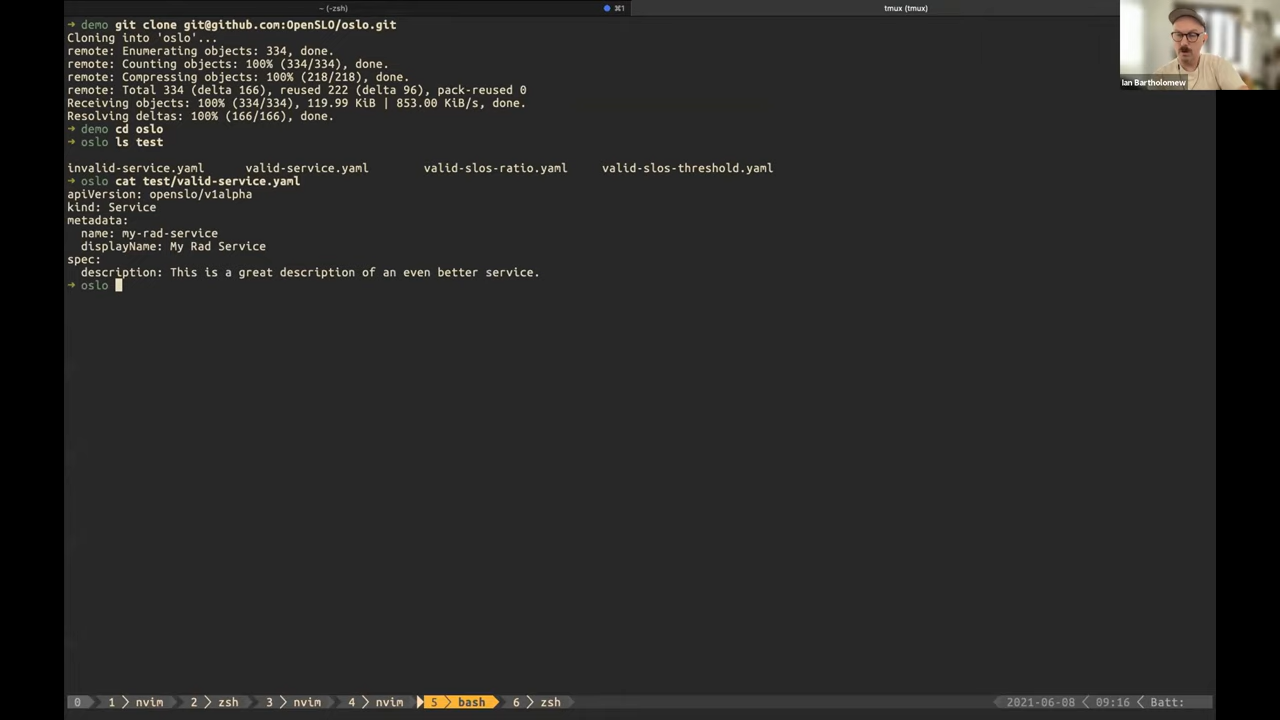 ~ (-zsh) ⌘1 tmux (tmux)
➜ demo git clone git@github.com:OpenSLO/oslo.git
Cloning into 'oslo'...
remote: Enumerating objects: 334, done.
remote: Counting objects: 100% (334/334), done.
remote: Compressing objects: 100% (218/218), done.
remote: Total 334 (delta 166), reused 222 (delta 96), pack-reused 0
Receiving objects: 100% (334/334), 119.99 KiB | 853.00 KiB/s, done.
Resolving deltas: 100% (166/166), done.
➜ demo cd oslo
➜ oslo ls test
invalid-service.yaml valid-service.yaml valid-slos-ratio.yaml valid-slos-threshold.yaml
➜ oslo cat test/valid-service.yaml
apiVersion: openslo/v1alpha
kind: Service
metadata:
name: my-rad-service
displayName: My Rad Service
spec:
description: This is a great description of an even better service.
➜ oslo
Ian Bartholomew
0 1 nvim 2 zsh 3 nvim 4 nvim 5 bash 6 zsh 2021-06-08 09:16 Batt: